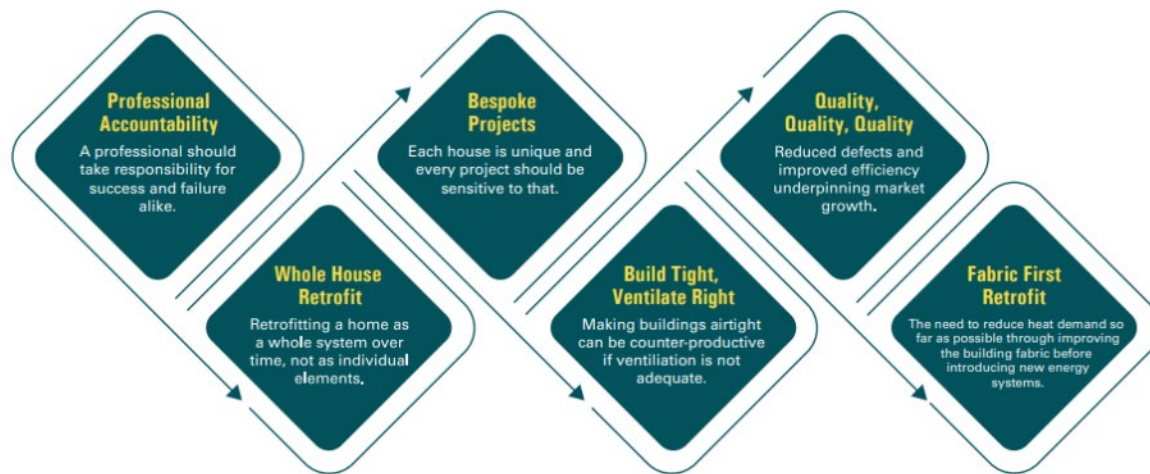 Professional
Accountability
A professional should
take responsibility for
success and failure
alike.
Whole House
Retrofit
Retrofitting a home as
a whole system over
time, not as individual
elements.
Bespoke
Projects
Each house is unique and
every project should be
sensitive to that.
Build Tight,
Ventilate Right
Making buildings airtight
can be counter-productive
if ventiliation is not
adequate.
Quality,
Quality, Quality
Reduced defects and
improved efficiency
underpinning market
growth.
Fabric First
Retrofit
The need to reduce heat demand so
far as possible through improving
the building fabric before
introducing new energy
systems.